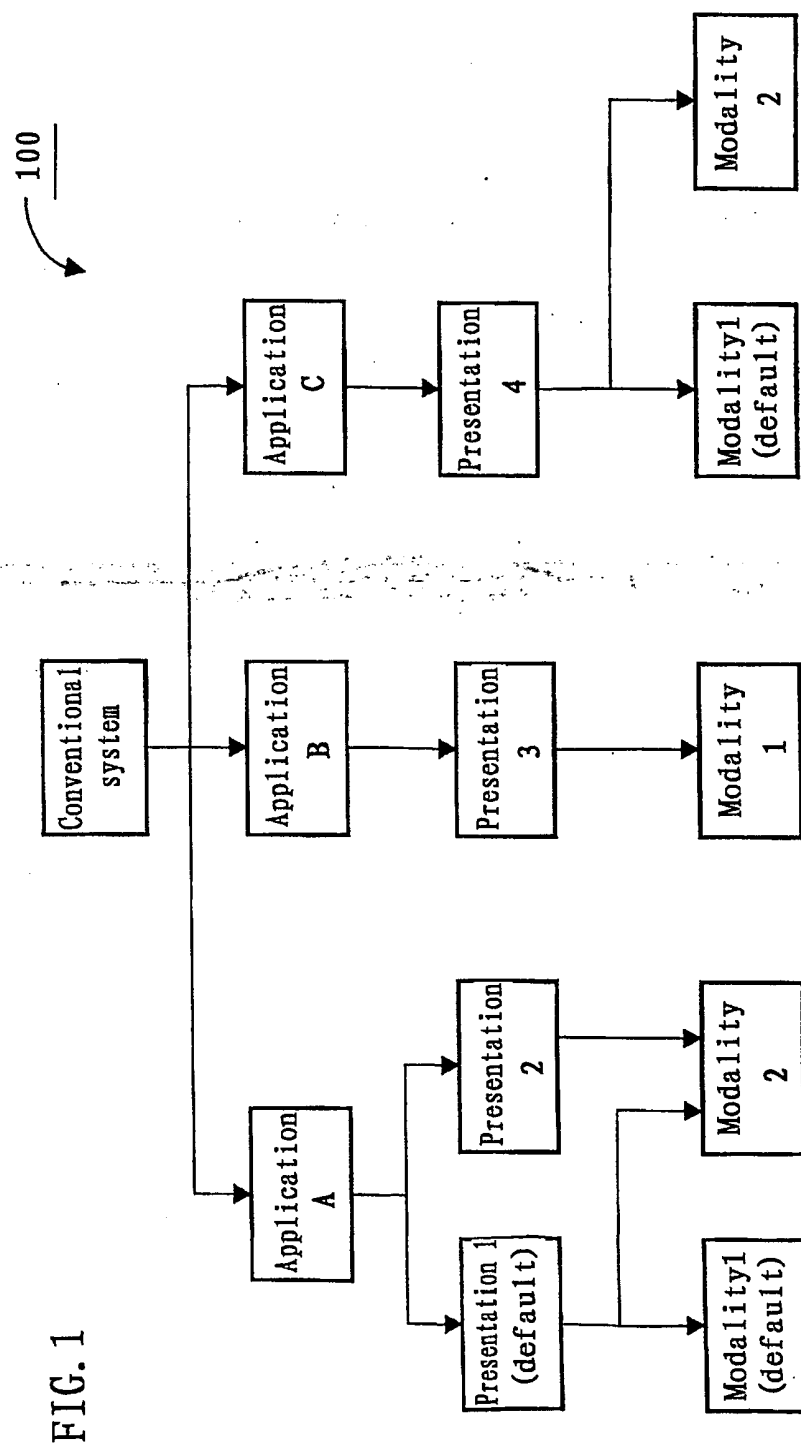 FIG. 1
100
Conventional
system
Application
A
Application
B
Application
C
Presentation 1
(default)
Presentation
2
Presentation
3
Presentation
4
Modality1
(default)
Modality
2
Modality
1
Modality1
(default)
Modality
2